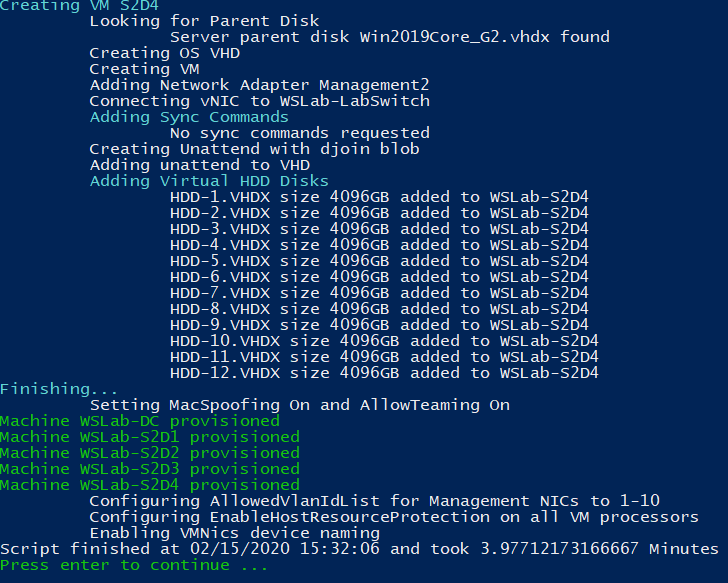 Creating VM S2D4
Looking for Parent Disk
Server parent disk Win2019Core_G2.vhdx found
Creating OS VHD
Creating VM
Adding Network Adapter Management2
Connecting vNIC to WSLab-LabSwitch
Adding Sync Commands
No sync commands requested
Creating Unattend with djoin blob
Adding unattend to VHD
Adding Virtual HDD Disks
HDD-1.VHDX size 4096GB added to WSLab-S2D4
HDD-2.VHDX size 4096GB added to WSLab-S2D4
HDD-3.VHDX size 4096GB added to WSLab-S2D4
HDD-4.VHDX size 4096GB added to WSLab-S2D4
HDD-5.VHDX size 4096GB added to WSLab-S2D4
HDD-6.VHDX size 4096GB added to WSLab-S2D4
HDD-7.VHDX size 4096GB added to WSLab-S2D4
HDD-8.VHDX size 4096GB added to WSLab-S2D4
HDD-9.VHDX size 4096GB added to WSLab-S2D4
HDD-10.VHDX size 4096GB added to WSLab-S2D4
HDD-11.VHDX size 4096GB added to WSLab-S2D4
HDD-12.VHDX size 4096GB added to WSLab-S2D4
Finishing...
Setting MacSpoofing On and AllowTeaming On
Machine WSLab-DC provisioned
Machine WSLab-S2D1 provisioned
Machine WSLab-S2D2 provisioned
Machine WSLab-S2D3 provisioned
Machine WSLab-S2D4 provisioned
Configuring AllowedVlanIdList for Management NICs to 1-10
Configuring EnableHostResourceProtection on all VM processors
Enabling VMNics device naming
Script finished at 02/15/2020 15:32:06 and took 3.97712173166667 Minutes
Press enter to continue ...